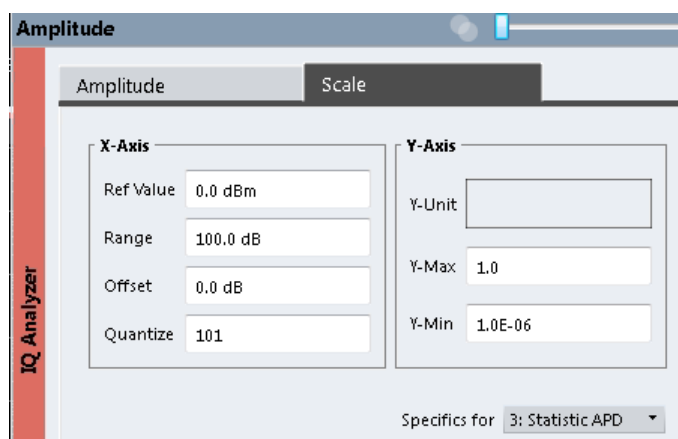 Amplitude
Amplitude
Scale
X-Axis
Ref Value 0.0 dBm
Range 100.0 dB
Offset 0.0 dB
Quantize 101
Y-Axis
Y-Unit
Y-Max 1.0
Y-Min 1.0E-06
IQ Analyzer
Specifics for 3: Statistic APD